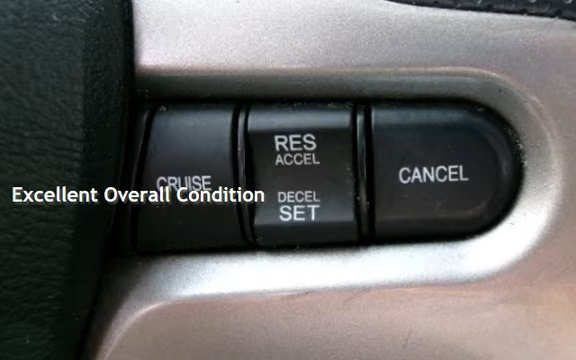 RES
ACCEL
CRUISE
CANCEL
Excellent Overall Condition
DECEL
SET